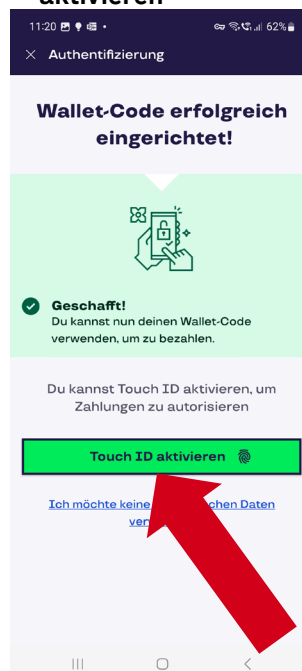 aktivieren
11:20
62%
Authentifizierung
Wallet-Code erfolgreich
eingerichtet!
Geschafft!
Du kannst nun deinen Wallet-Code
verwenden, um zu bezahlen.
Du kannst Touch ID aktivieren, um
Zahlungen zu autorisieren
Touch ID aktivieren
Ich möchte keine chen Daten
ver